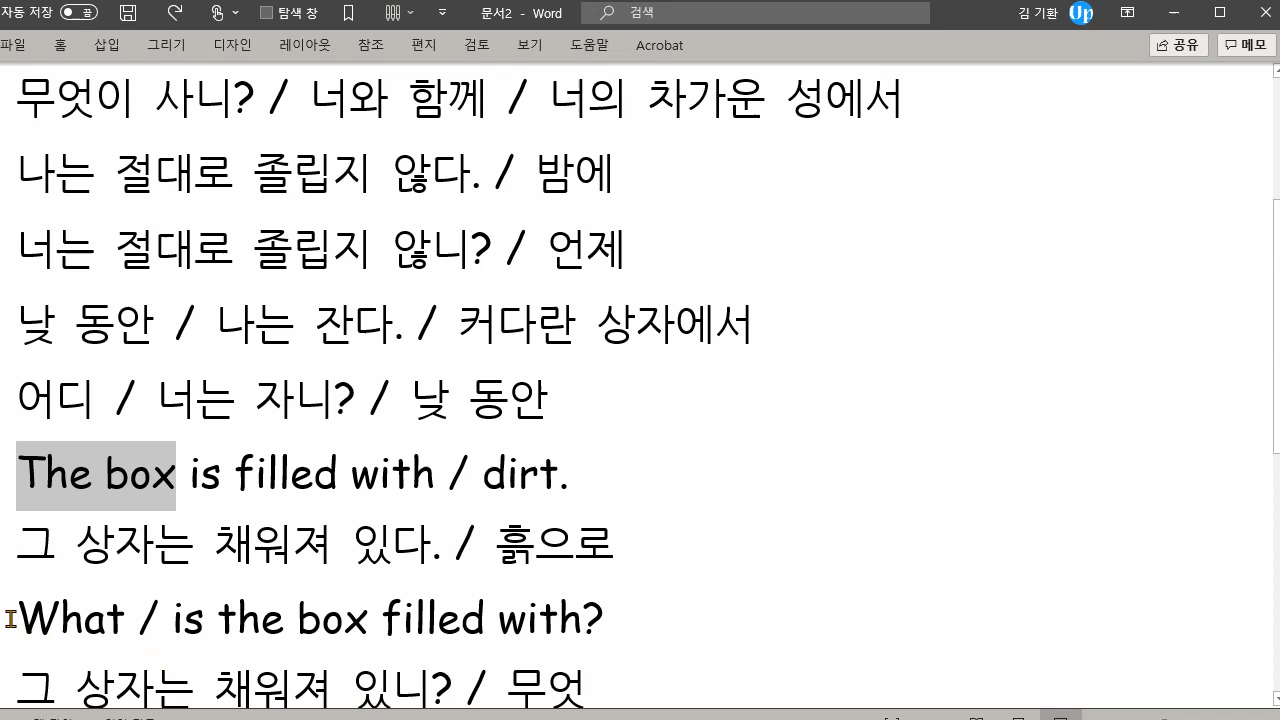 자동 저장 끔 탐색 창 문서2 - Word 검색 김 기환 Up
파일 홈 삽입 그리기 디자인 레이아웃 참조 편지 검토 보기 도움말 Acrobat 공유 메모
무엇이 사니? / 너와 함께 / 너의 차가운 성에서
나는 절대로 졸립지 않다. / 밤에
너는 절대로 졸립지 않니? / 언제
낮 동안 / 나는 잔다. / 커다란 상자에서
어디 / 너는 자니? / 낮 동안
The box is filled with / dirt.
그 상자는 채워져 있다. / 흙으로
What / is the box filled with?
그 상자는 채워져 있니? / 무엇